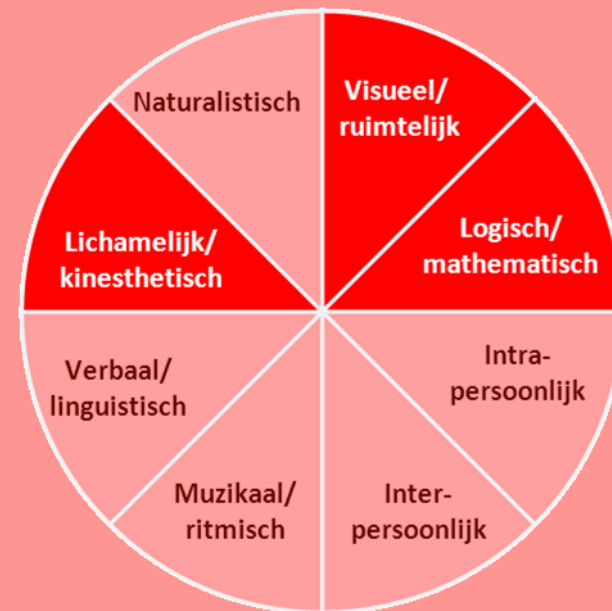 Naturalistisch
Visueel/
ruimtelijk
Logisch/
mathematisch
Intra-
persoonlijk
Inter-
persoonlijk
Muzikaal/
ritmisch
Verbaal/
linguistisch
Lichamelijk/
kinesthetisch